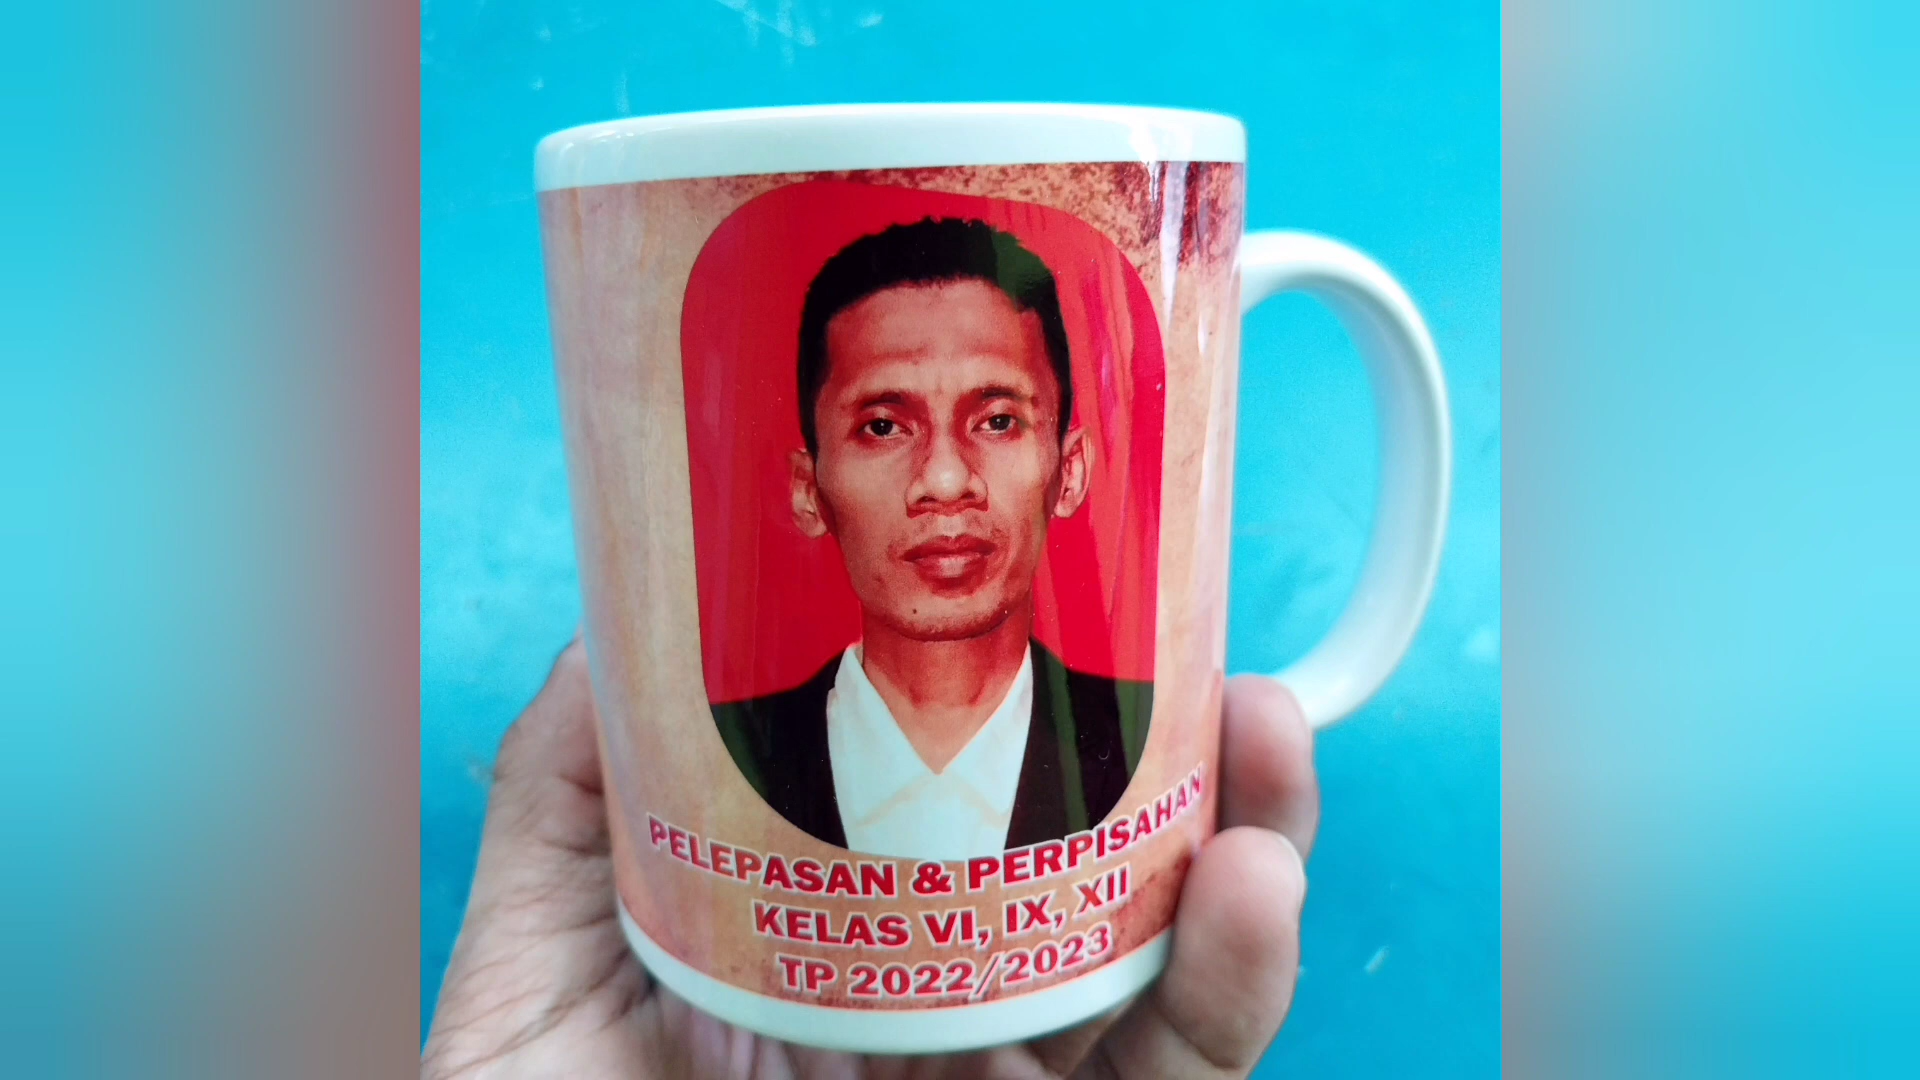 PELEPASAN & PERPISAHAN
KELAS VI, IX, XII
TP 2022/2023